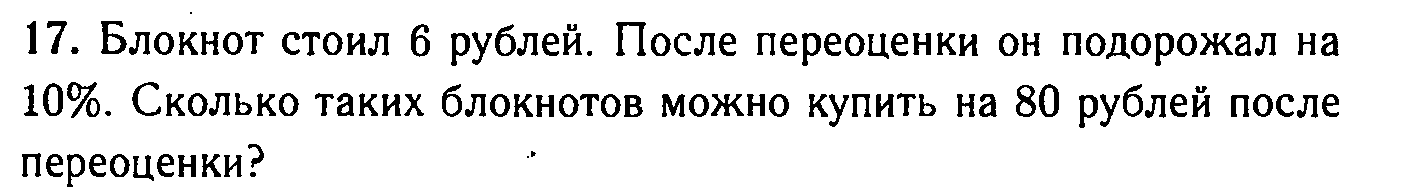 17. Блокнот стоил 6 рублей. После переоценки он подорожал на
10%. Сколько таких блокнотов можно купить на 80 рублей после
переоценки?